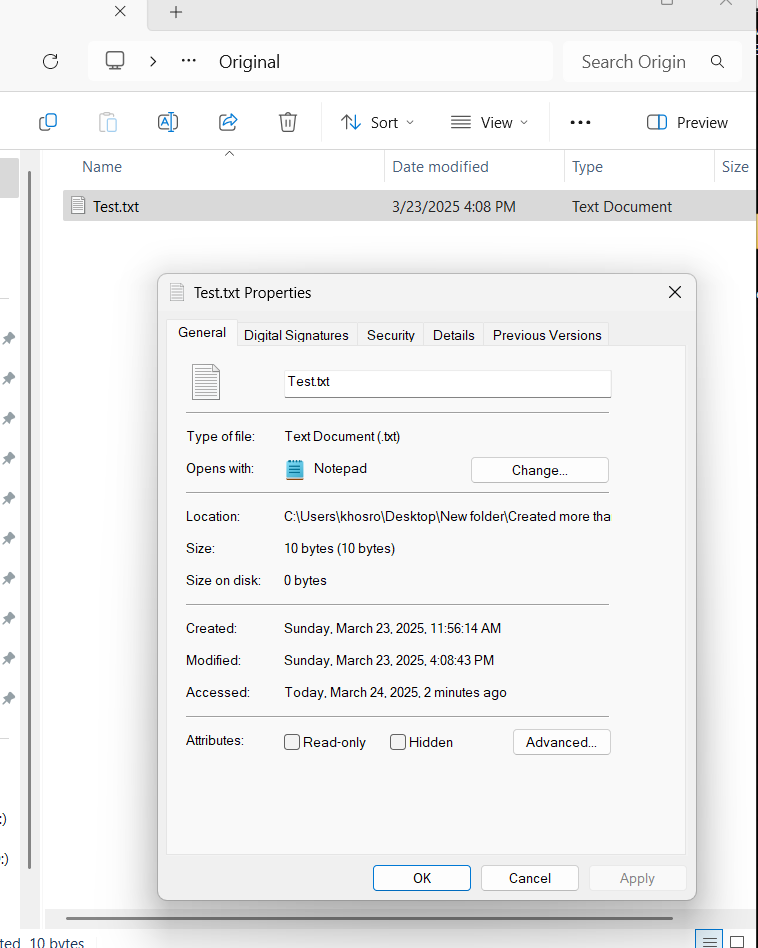 Original
Search Origin
Sort
View
Preview
Name
Date modified
Type
Size
Test.txt
3/23/2025 4:08 PM
Text Document
Test.txt Properties
General
Digital Signatures
Security
Details
Previous Versions
Test.txt
Type of file:
Text Document (.txt)
Opens with:
Notepad
Change...
Location:
C:\Users\khosro\Desktop\New folder\Created more tha
Size:
10 bytes (10 bytes)
Size on disk:
0 bytes
Created:
Sunday, March 23, 2025, 11:56:14 AM
Modified:
Sunday, March 23, 2025, 4:08:43 PM
Accessed:
Today, March 24, 2025, 2 minutes ago
Attributes:
Read-only
Hidden
Advanced...
:)
:)
OK
Cancel
Apply
ted 10 bytes